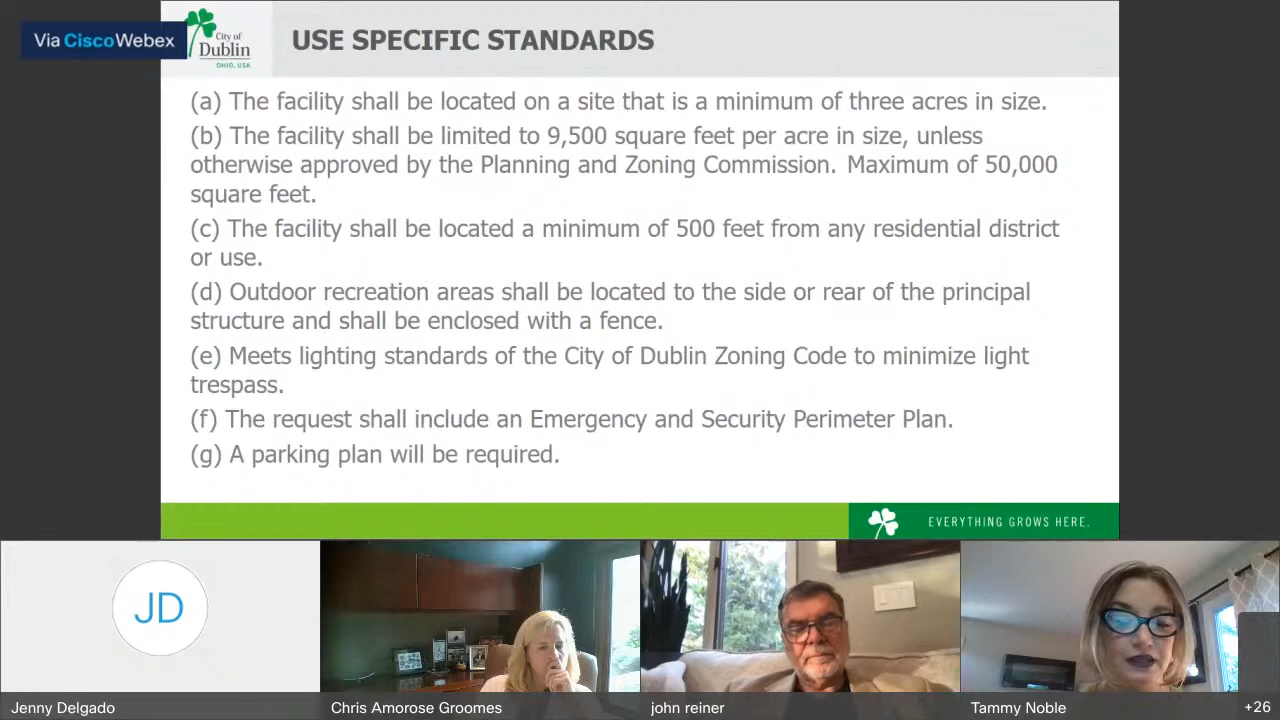 Via Cisco Webex
City of
Dublin
OHIO, USA
USE SPECIFIC STANDARDS
(a) The facility shall be located on a site that is a minimum of three acres in size.
(b) The facility shall be limited to 9,500 square feet per acre in size, unless
otherwise approved by the Planning and Zoning Commission. Maximum of 50,000
square feet.
(c) The facility shall be located a minimum of 500 feet from any residential district
or use.
(d) Outdoor recreation areas shall be located to the side or rear of the principal
structure and shall be enclosed with a fence.
(e) Meets lighting standards of the City of Dublin Zoning Code to minimize light
trespass.
(f) The request shall include an Emergency and Security Perimeter Plan.
(g) A parking plan will be required.
EVERYTHING GROWS HERE.
JD
Jenny Delgado
Chris Amorose Groomes
john reiner
Tammy Noble
+26